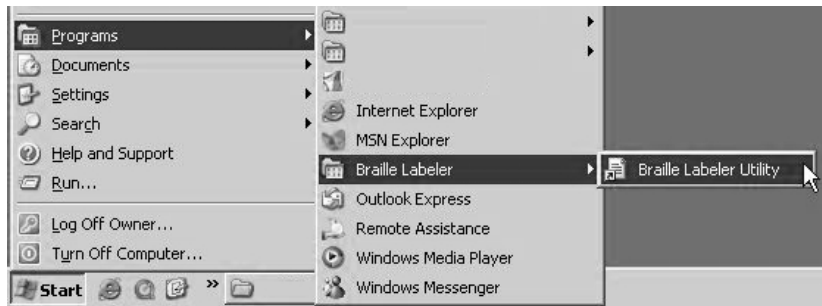 Programs
Documents
Settings
Search
Help and Support
Run...
Log Off Owner...
Turn Off Computer...
Start
»
Internet Explorer
MSN Explorer
Braille Labeler
Outlook Express
Remote Assistance
Windows Media Player
Windows Messenger
Braille Labeler Utility